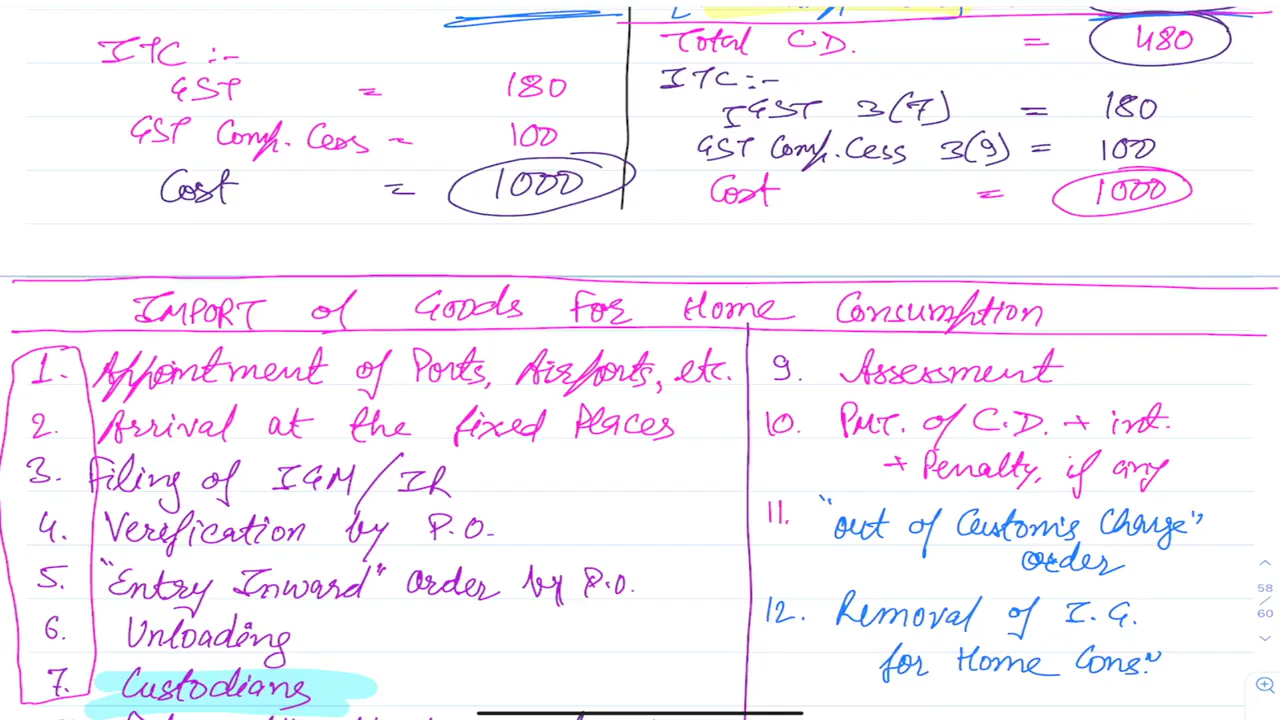 ITC :-
GST = 180
GST Comp. Cess = 100
Cost = 1000
Total C.D. = 480
ITC :-
IGST 3(7) = 180
GST Comp. Cess 3(9) = 100
Cost = 1000
IMPORT of Goods For Home Consumption
1. Appointment of Ports, Airports, etc.
2. Arrival at the fixed Places
3. Filing of IGM/IR
4. Verification by P.O.
5. "Entry Inward" order by P.O.
6. Unloading
7. Custodians
9. Assessment
10. PMT. of C.D. + int.
+ Penalty, if any
11. "out of Customs Charge"
order
12. Removal of I.G.
for Home Cons"
58
/
60